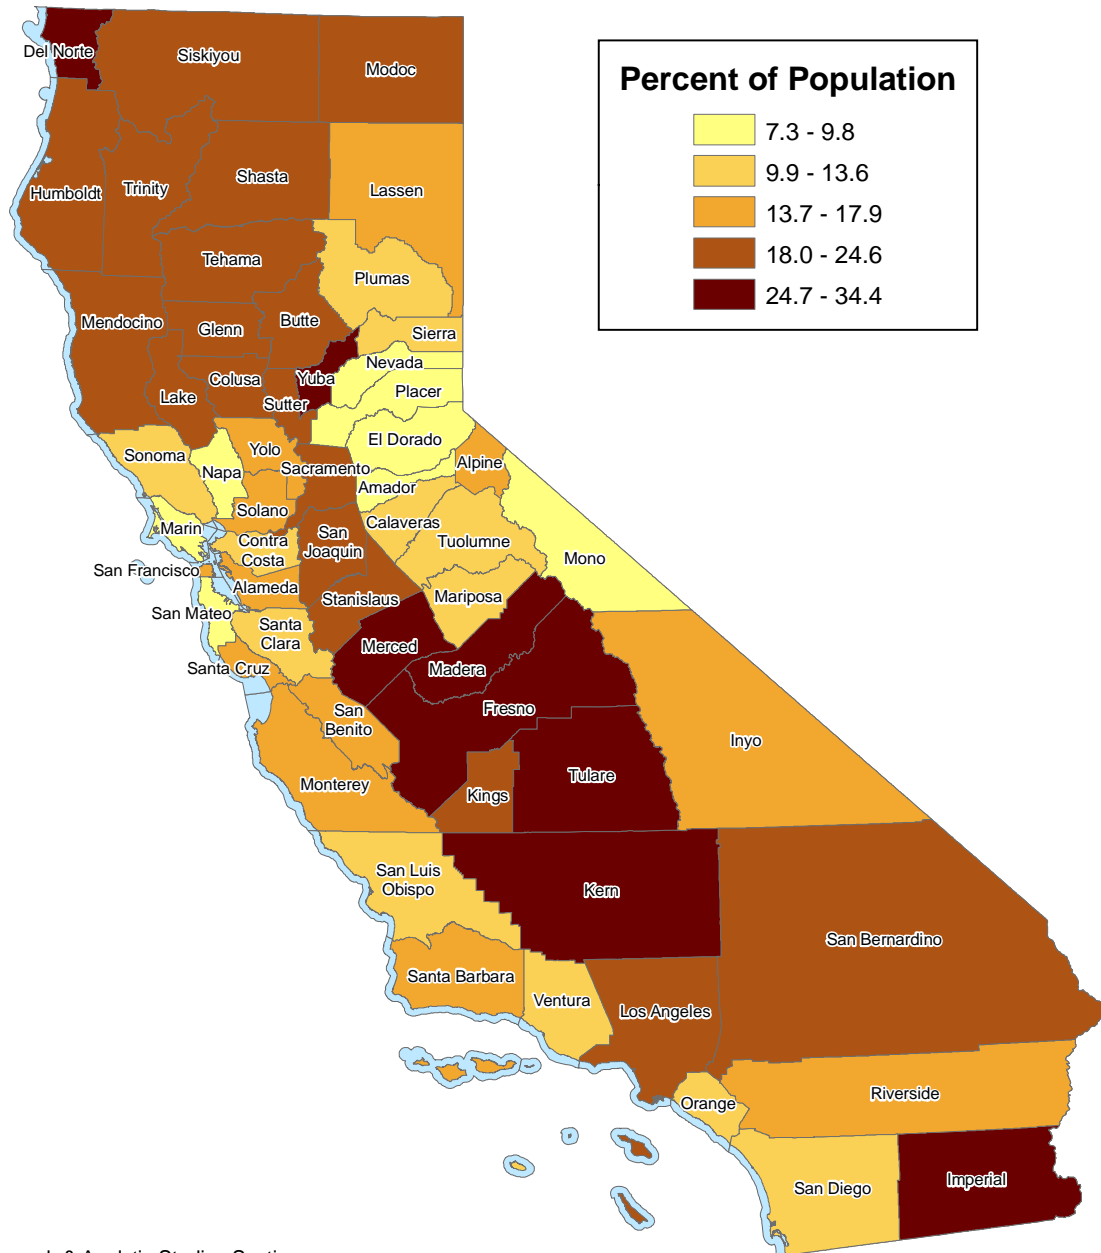 Percent of Population
7.3 - 9.8
9.9 - 13.6
13.7 - 17.9
18.0 - 24.6
24.7 - 34.4
Del Norte
Siskiyou
Modoc
Humboldt
Trinity
Shasta
Lassen
Tehama
Plumas
Mendocino
Glenn
Butte
Sierra
Nevada
Colusa
Yuba
Placer
Lake
Sutter
El Dorado
Sonoma
Yolo
Napa
Sacramento
Alpine
Amador
Solano
Marin
Calaveras
Contra
Costa
San
Joaquin
Tuolumne
Mono
San Francisco
Alameda
Stanislaus
Mariposa
San Mateo
Santa
Clara
Merced
Madera
Santa Cruz
Fresno
San
Benito
Inyo
Monterey
Kings
Tulare
San Luis
Obispo
Kern
San Bernardino
Santa Barbara
Ventura
Los Angeles
Orange
Riverside
San Diego
Imperial